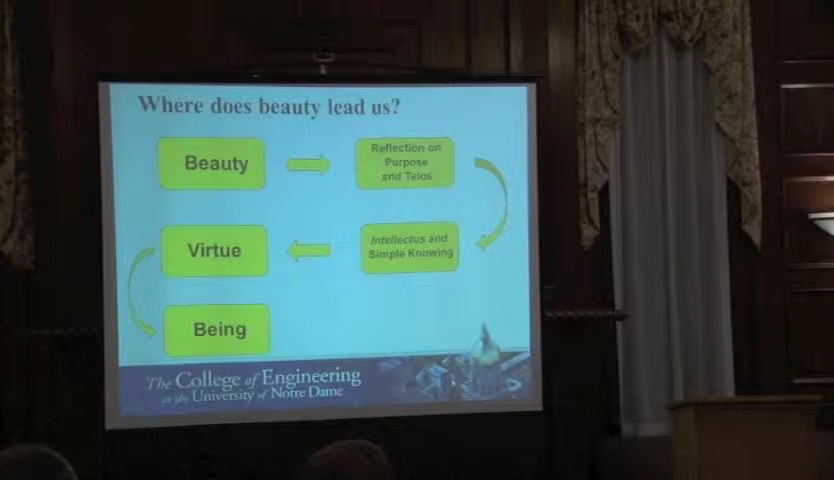 Where does beauty lead us?
Beauty
Reflection on
Purpose
and Telos
Intellectus and
Simple Knowing
Virtue
Being
The College of Engineering
at the University of Notre Dame